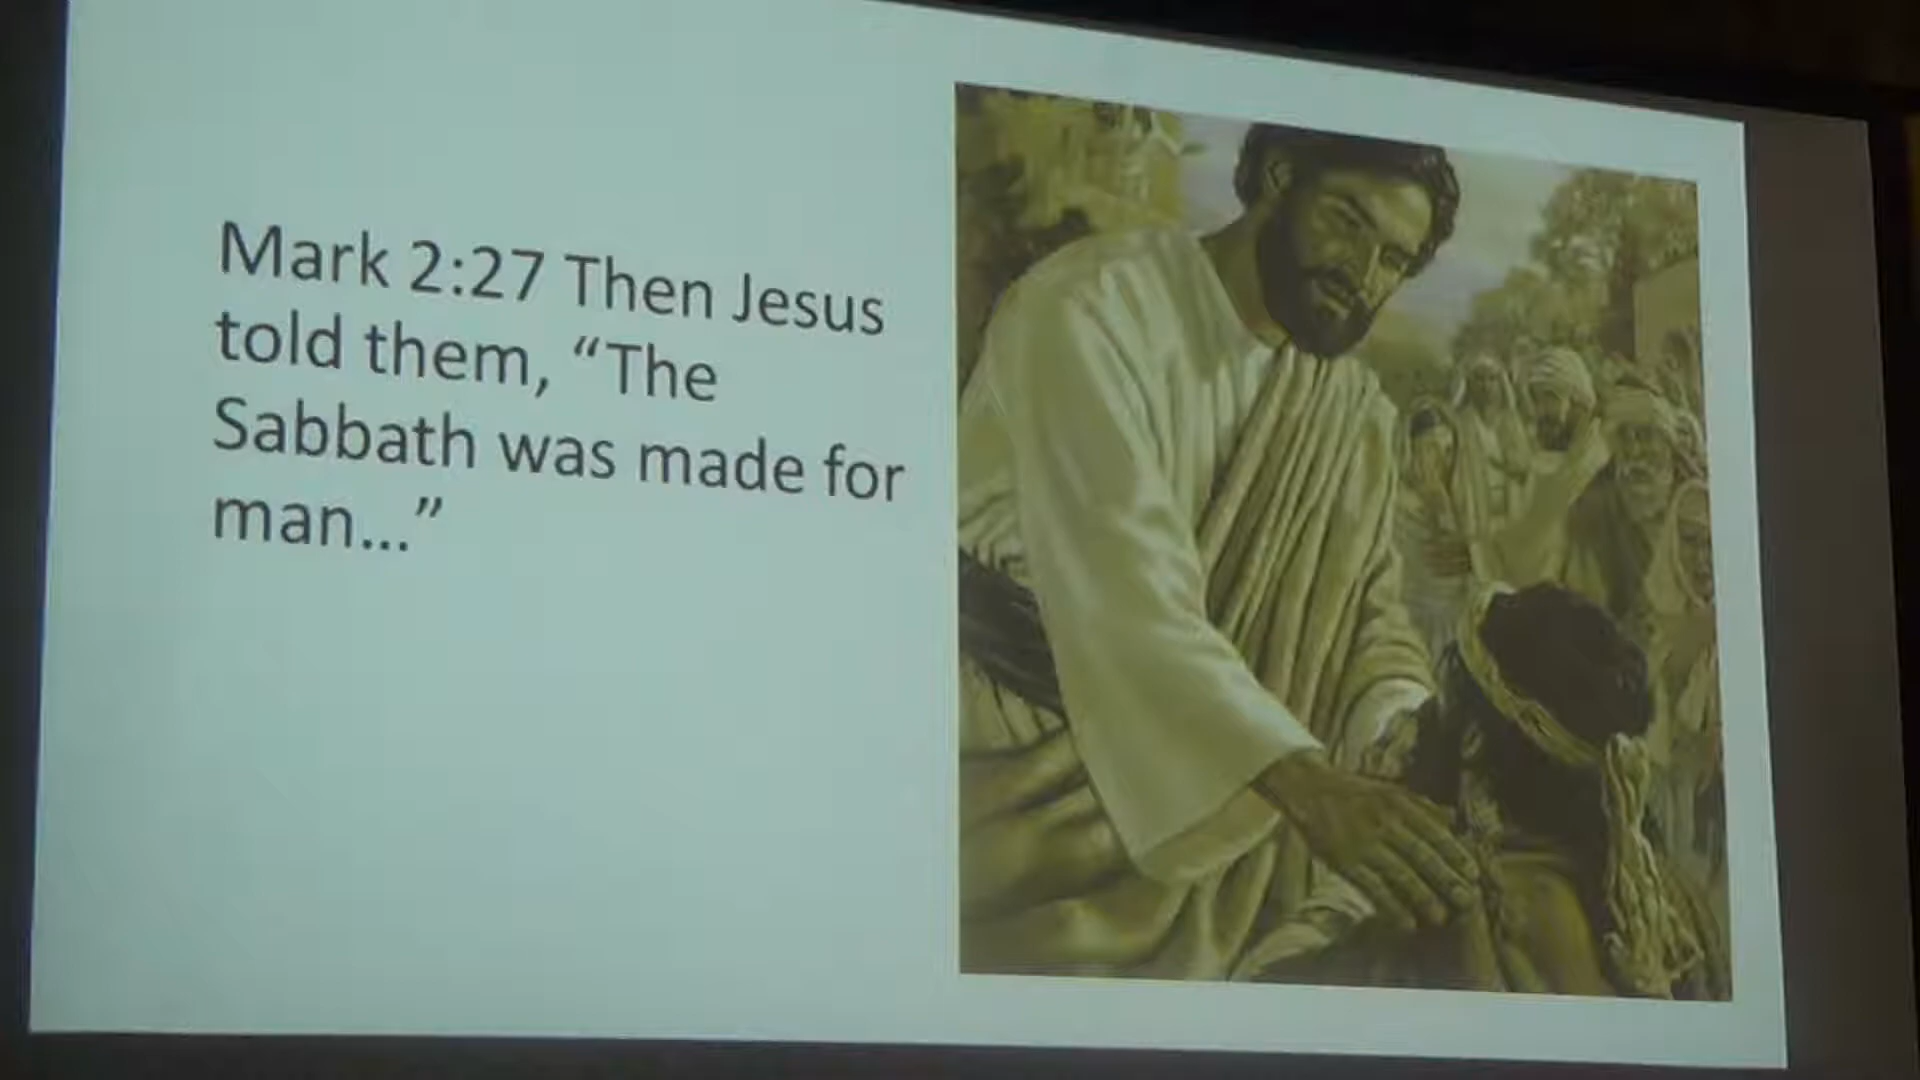 Mark 2:27 Then Jesus
told them, “The
Sabbath was made for
man...”